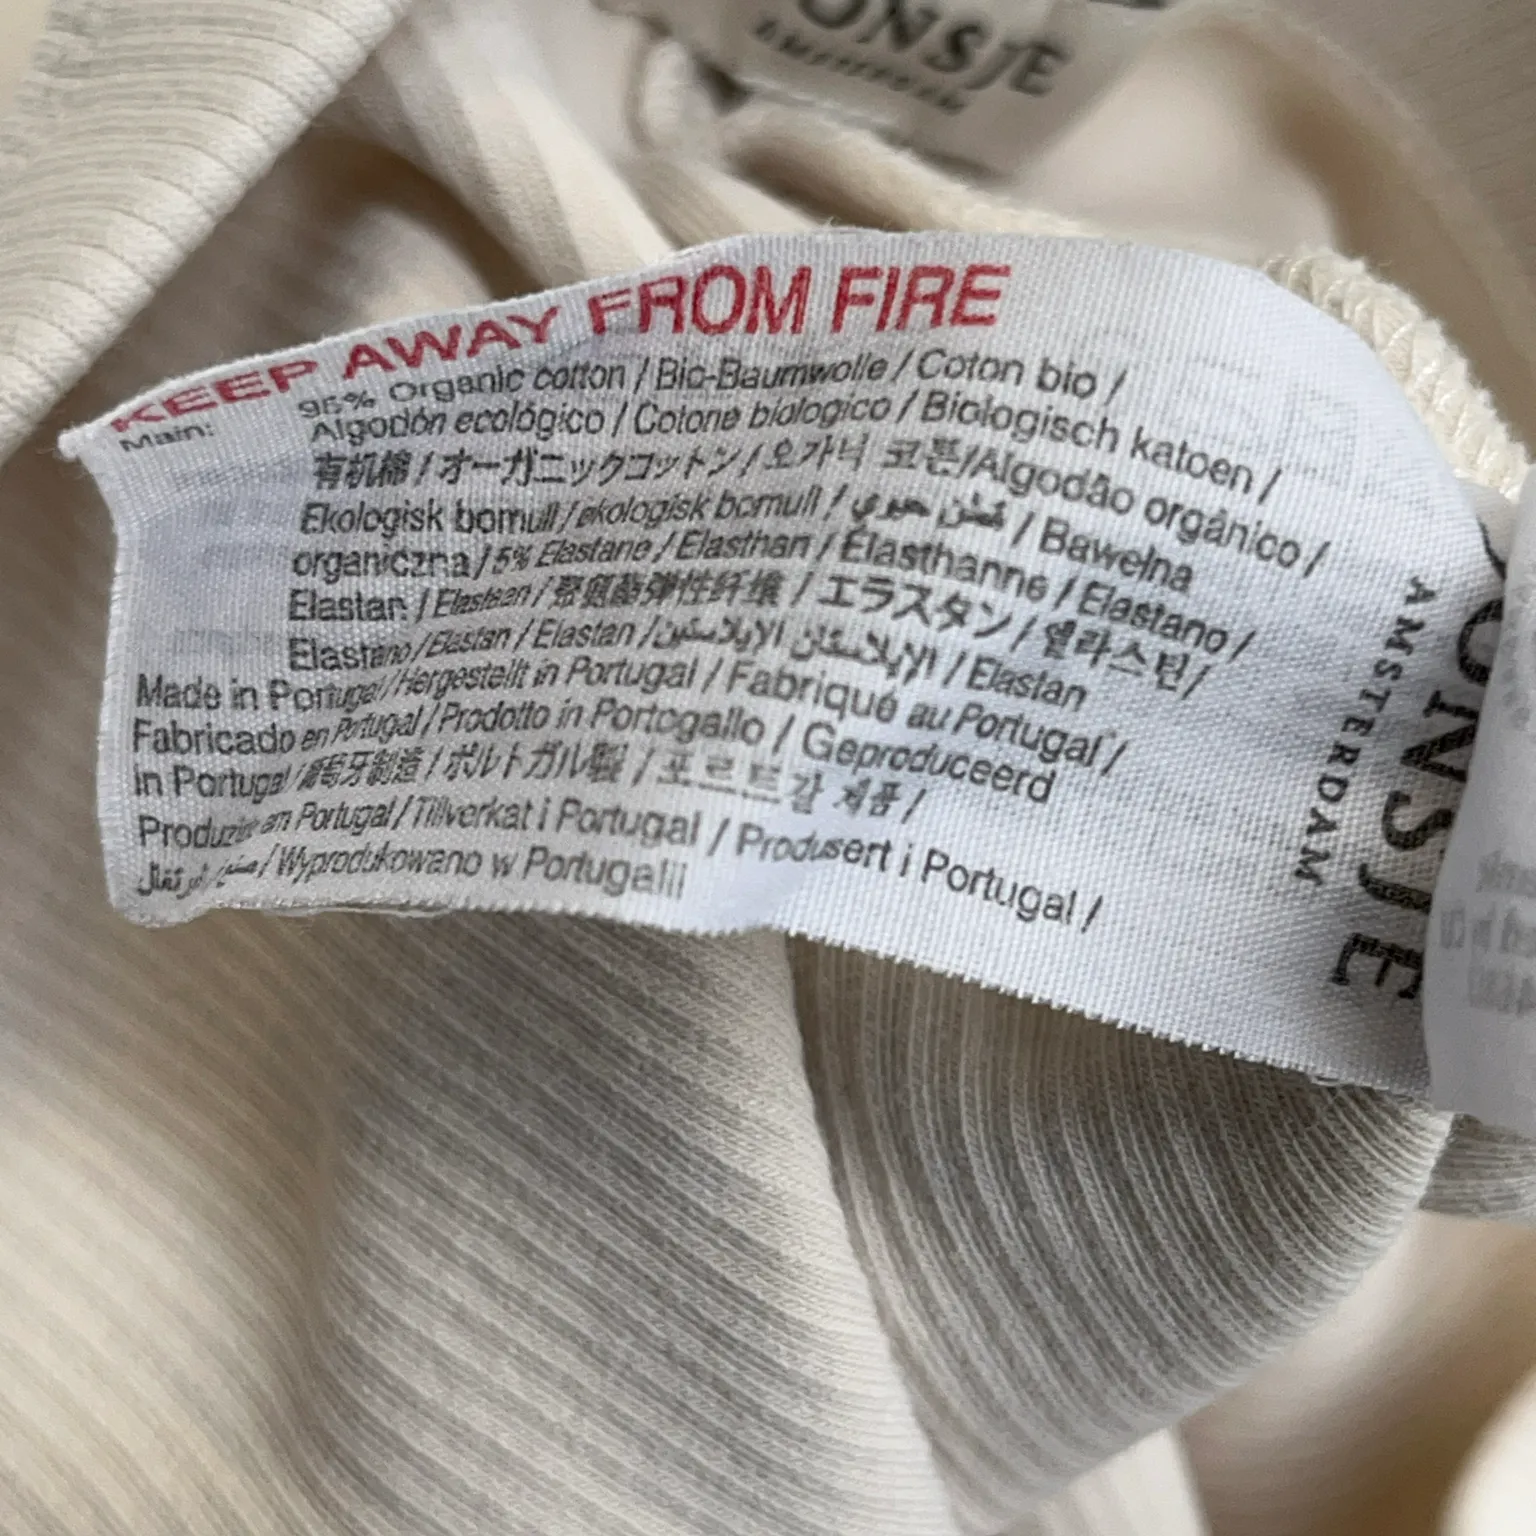 ONSJE
AMSTERDAM
KEEP AWAY FROM FIRE
Main: 95% Organic cotton / Bio-Baumwolle / Coton bio /
Algodón ecológico / Cotone biologico / Biologisch katoen /
有机棉 / オーガニックコットン / 오가닉 코튼/Algodão orgânico /
Ekologisk bomull / økologisk bomull / قطن حيوي / Bawełna
organiczna / 5% Elastane / Elasthan / Élasthanne / Elastano /
Elastan / Elastaan / 聚氨酯弹性纤维 / エラスタン / 엘라스틴/
Elastano / Elastan / Elastan / الإيلاستان الإيلاستين / Elastan
Made in Portugal / Hergestellt in Portugal / Fabriqué au Portugal /
Fabricado en Portugal / Prodotto in Portogallo / Geproduceerd
in Portugal / 葡萄牙制造 / ポルトガル製 / 포르트갈 제품 /
Produzido em Portugal / Tillverkat i Portugal / Produsert i Portugal /
البرتغال / Wyprodukowano w Portugalii
ONSJE
AMSTERDAM